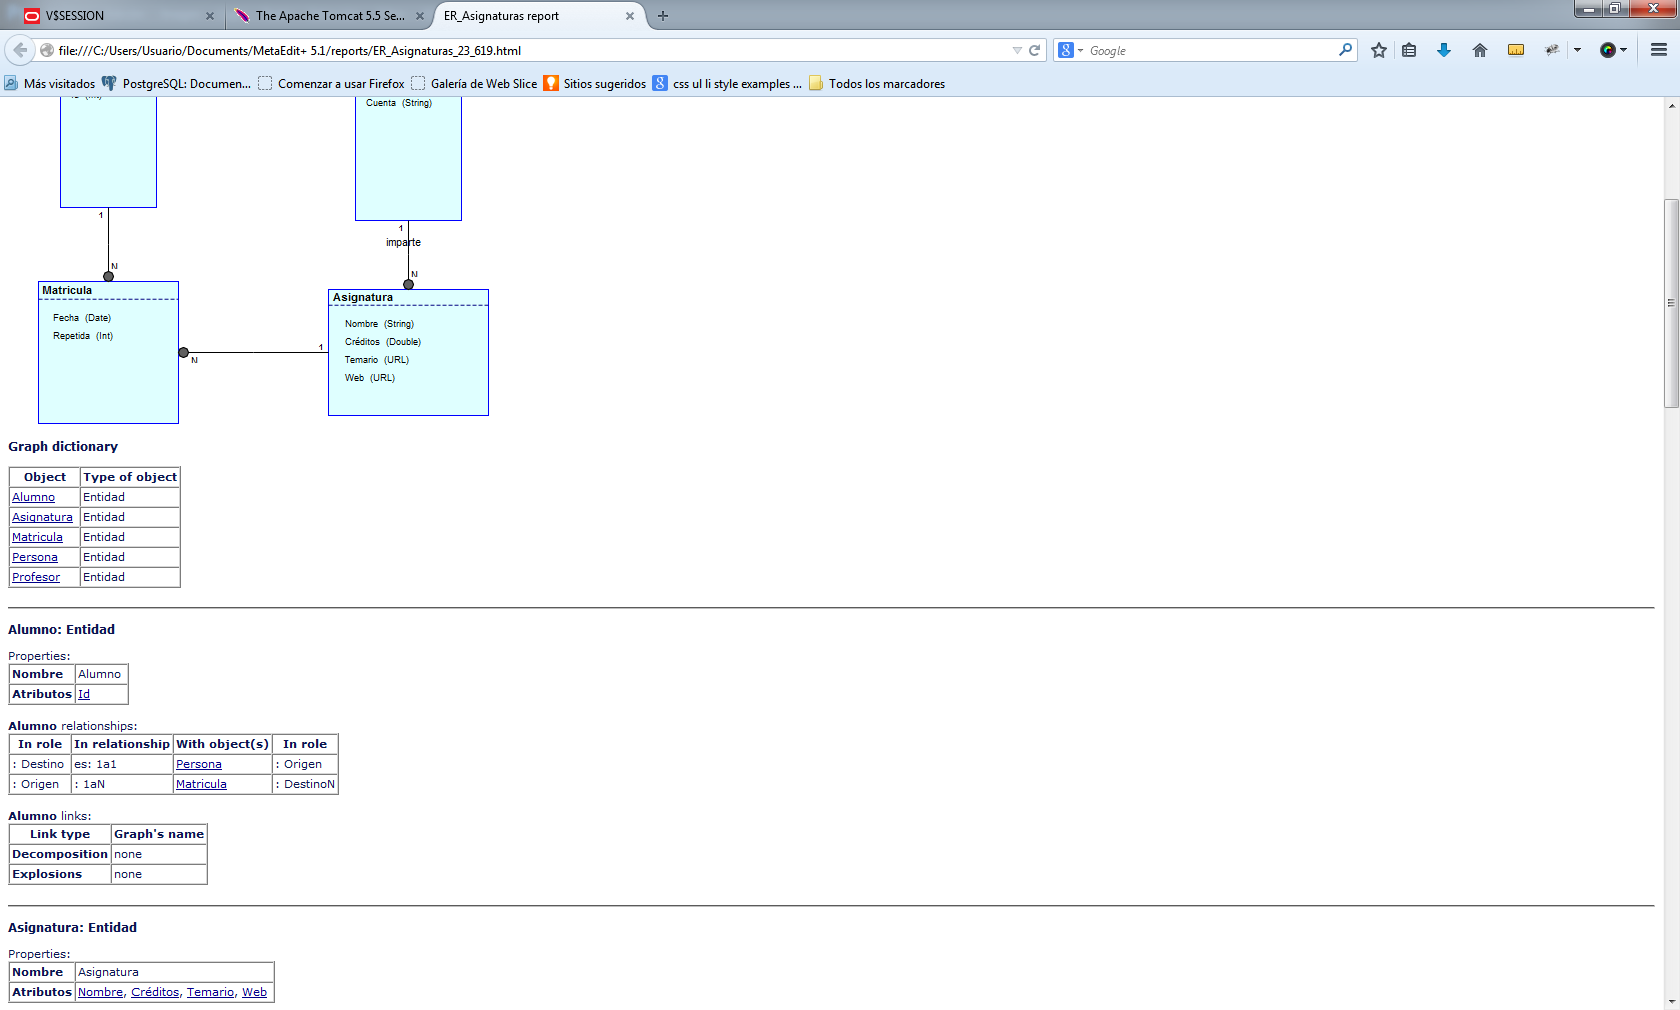 V$SESSION
The Apache Tomcat 5.5 Se...
ER_Asignaturas report
file:///C:/Users/Usuario/Documents/MetaEdit+ 5.1/reports/ER_Asignaturas_23_619.html
Google
Más visitados
PostgreSQL: Documen...
Comenzar a usar Firefox
Galería de Web Slice
Sitios sugeridos
css ul li style examples ...
Todos los marcadores
Cuenta (String)
1
N
1
imparte
N
Matricula
Fecha (Date)
Repetida (Int)
N
1
Asignatura
Nombre (String)
Créditos (Double)
Temario (URL)
Web (URL)
Graph dictionary
Object Type of object
Alumno Entidad
Asignatura Entidad
Matricula Entidad
Persona Entidad
Profesor Entidad
Alumno: Entidad
Properties:
Nombre Alumno
Atributos Id
Alumno relationships:
In role In relationship With object(s) In role
: Destino es: 1a1 Persona : Origen
: Origen : 1aN Matricula : DestinoN
Alumno links:
Link type Graph's name
Decomposition none
Explosions none
Asignatura: Entidad
Properties:
Nombre Asignatura
Atributos Nombre, Créditos, Temario, Web